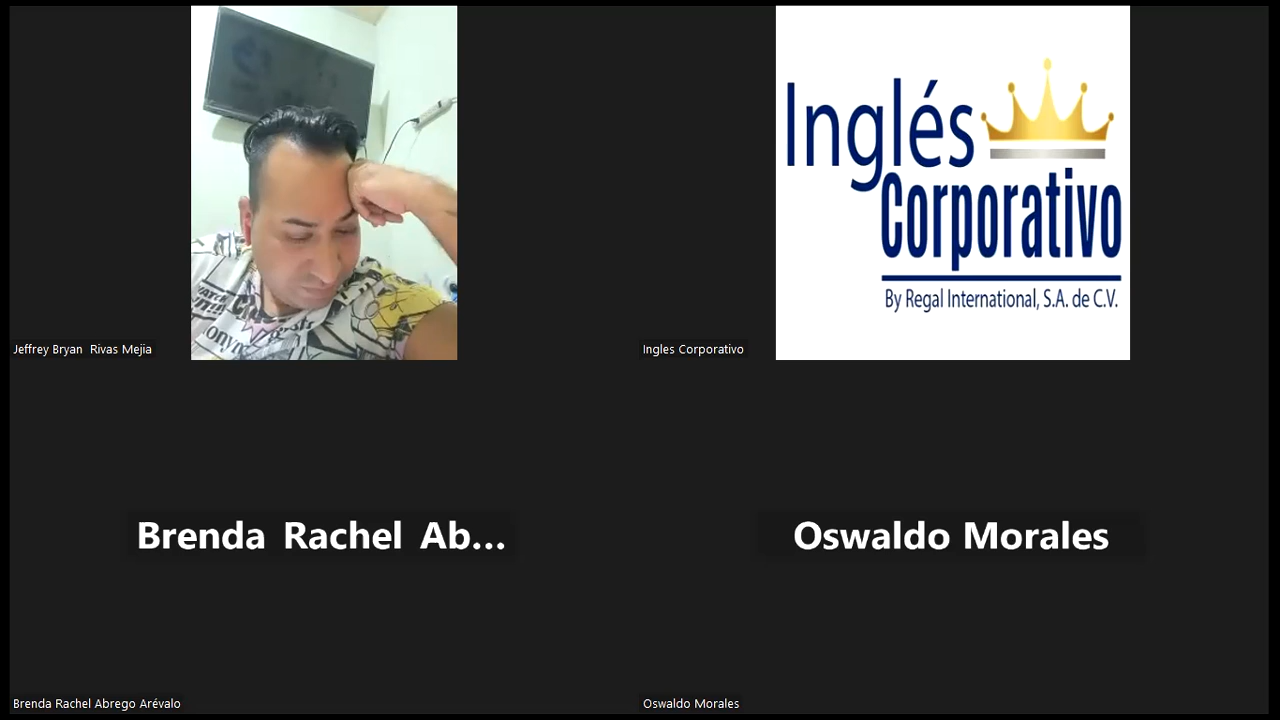 Inglés
Corporativo
By Regal International, S.A. de C.V.
Jeffrey Bryan Rivas Mejia
Ingles Corporativo
Brenda Rachel Ab...
Oswaldo Morales
Brenda Rachel Abrego Arévalo
Oswaldo Morales